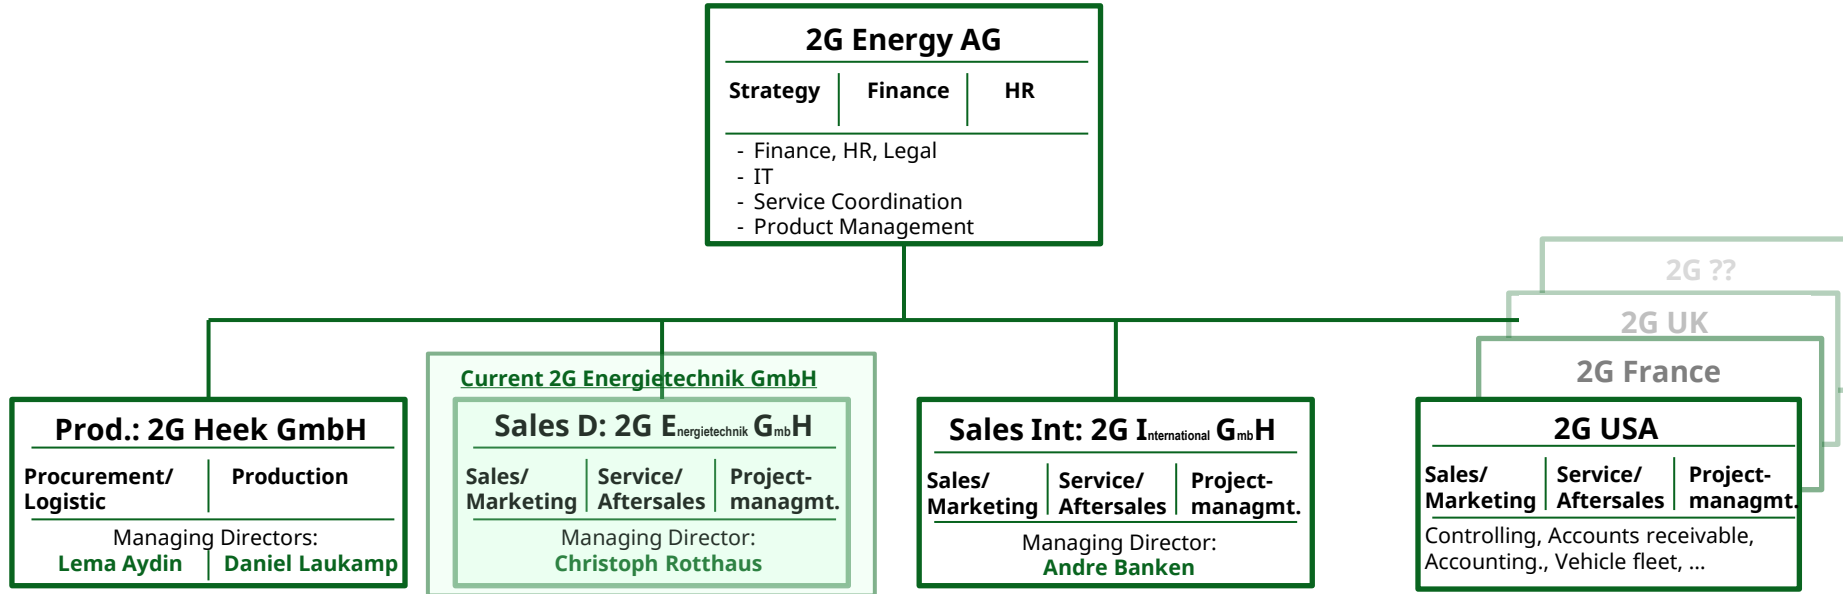 2G Energy AG
Strategy Finance HR
- Finance, HR, Legal
- IT
- Service Coordination
- Product Management
2G ??
2G UK
2G France
Current 2G Energietechnik GmbH
Prod.: 2G Heek GmbH
Procurement/ Production
Logistic
Managing Directors:
Lema Aydin Daniel Laukamp
Sales D: 2G Energietechnik GmbH
Sales/ Service/ Project-
Marketing Aftersales managmt.
Managing Director:
Christoph Rotthaus
Sales Int: 2G International GmbH
Sales/ Service/ Project-
Marketing Aftersales managmt.
Managing Director:
Andre Banken
2G USA
Sales/ Service/ Project-
Marketing Aftersales managmt.
Controlling, Accounts receivable,
Accounting., Vehicle fleet, ...